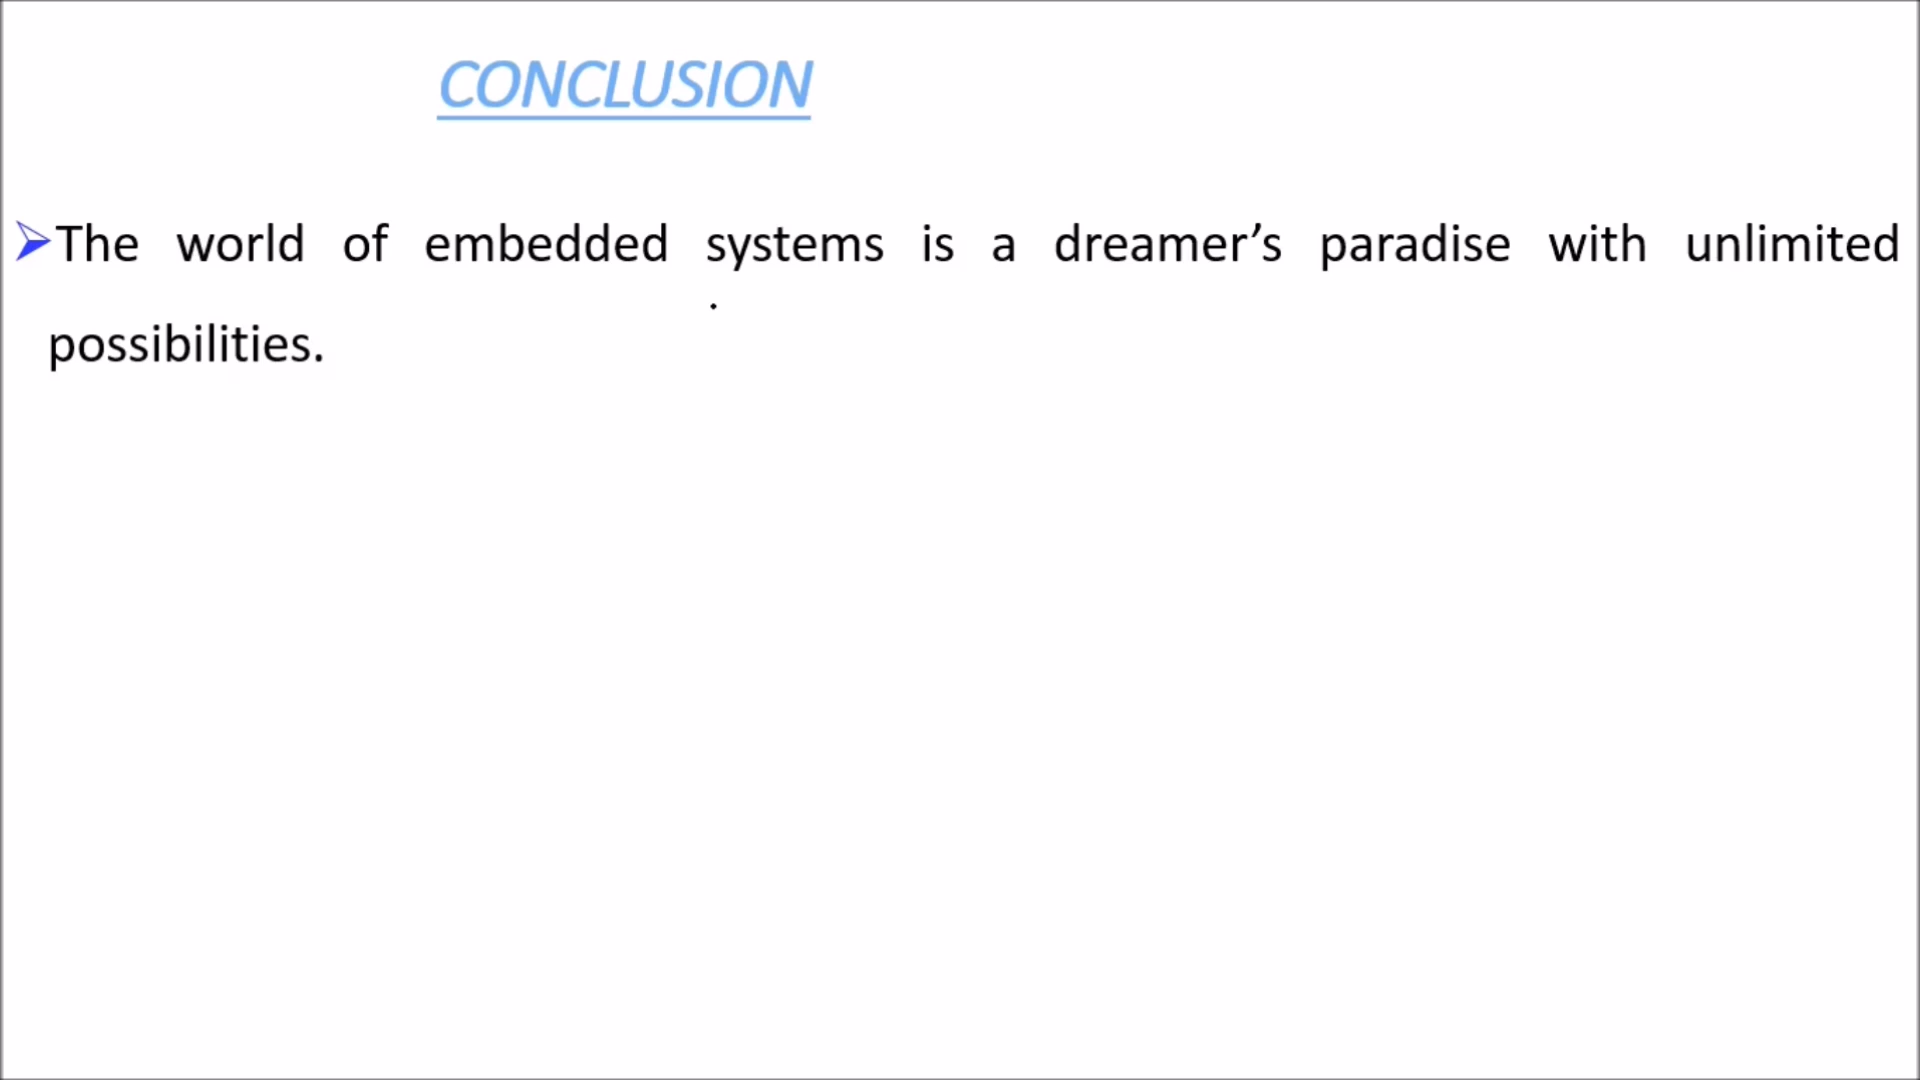 CONCLUSION
The world of embedded systems is a dreamer’s paradise with unlimited
possibilities.